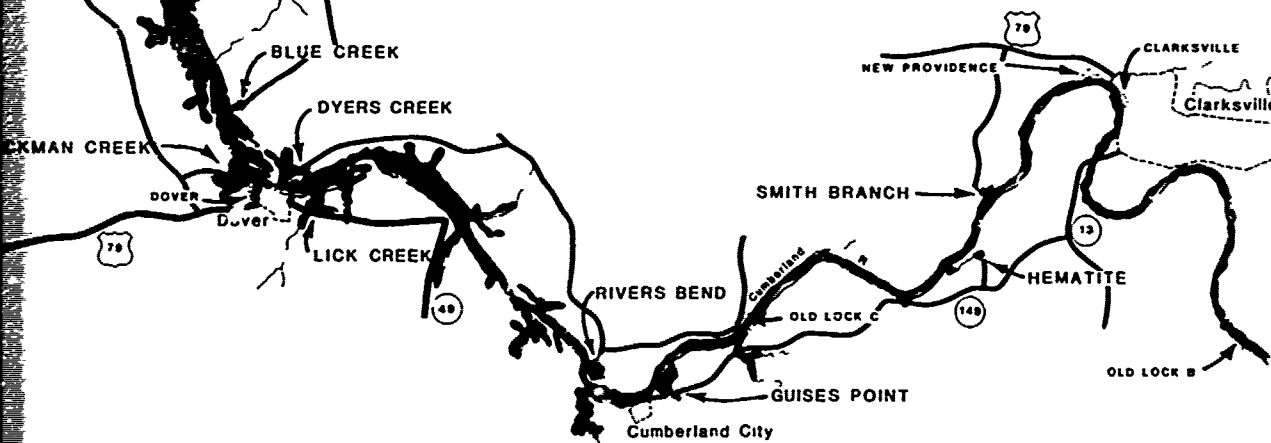 79
CLARKSVILLE
BLUE CREEK
NEW PROVIDENCE
Clarksville
DYERS CREEK
CKMAN CREEK
SMITH BRANCH
DOVER
Dover
79
13
LICK CREEK
Cumberland
R
HEMATITE
RIVERS BEND
49
OLD LOCK C
149
OLD LOCK B
GUISES POINT
Cumberland City